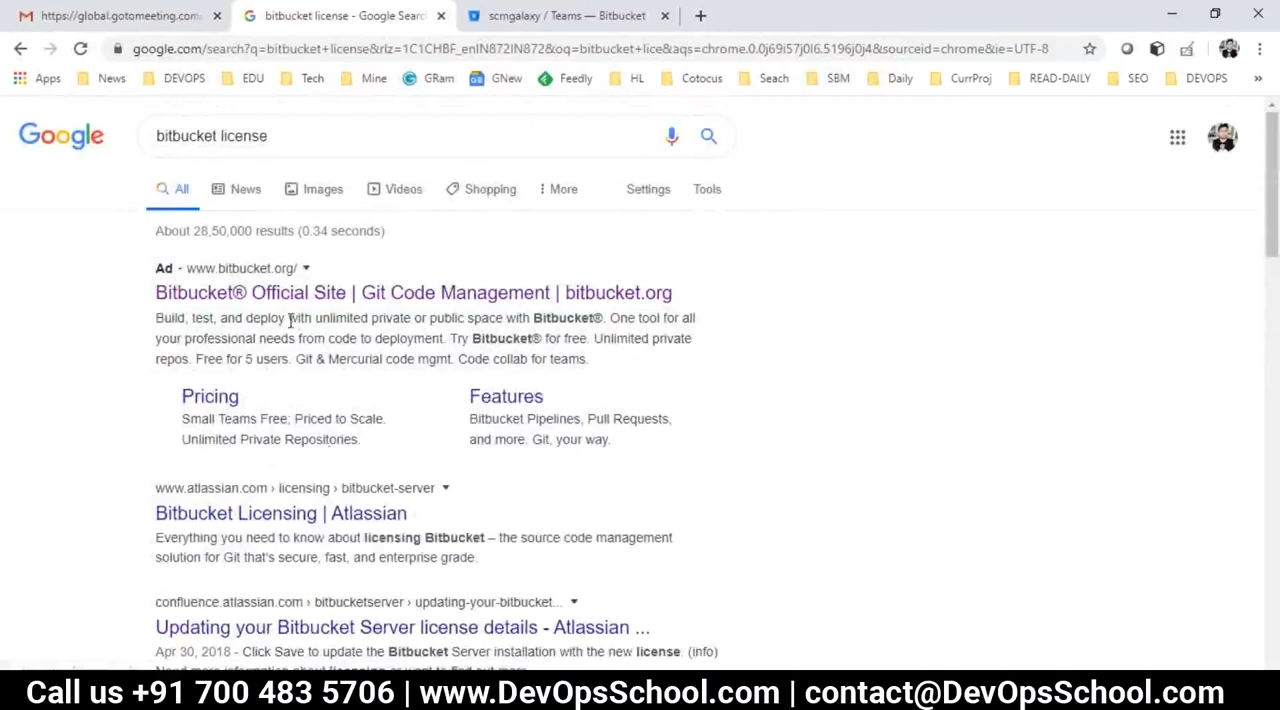 https://global.gotomeeting.com
bitbucket license - Google Searc
scmgalaxy / Teams — Bitbucket
google.com/search?q=bitbucket+license&rlz=1C1CHBF_enIN872IN872&oq=bitbucket+lice&aqs=chrome.0.0j69i57j0l6.5196j0j4&sourceid=chrome&ie=UTF-8
Apps News DEVOPS EDU Tech Mine GRam GNew Feedly HL Cotocus Seach SBM Daily CurrProj READ-DAILY SEO DEVOPS »
Google
bitbucket license
All News Images Videos Shopping More Settings Tools
About 28,50,000 results (0.34 seconds)
Ad - www.bitbucket.org/
Bitbucket® Official Site | Git Code Management | bitbucket.org
Build, test, and deploy with unlimited private or public space with Bitbucket®. One tool for all
your professional needs from code to deployment. Try Bitbucket® for free. Unlimited private
repos. Free for 5 users. Git & Mercurial code mgmt. Code collab for teams.
Pricing
Small Teams Free; Priced to Scale.
Unlimited Private Repositories.
Features
Bitbucket Pipelines, Pull Requests,
and more. Git, your way.
www.atlassian.com › licensing › bitbucket-server
Bitbucket Licensing | Atlassian
Everything you need to know about licensing Bitbucket – the source code management
solution for Git that's secure, fast, and enterprise grade.
confluence.atlassian.com › bitbucketserver › updating-your-bitbucket...
Updating your Bitbucket Server license details - Atlassian ...
Apr 30, 2018 - Click Save to update the Bitbucket Server installation with the new license. (info)
Call us +91 700 483 5706 | www.DevOpsSchool.com | contact@DevOpsSchool.com